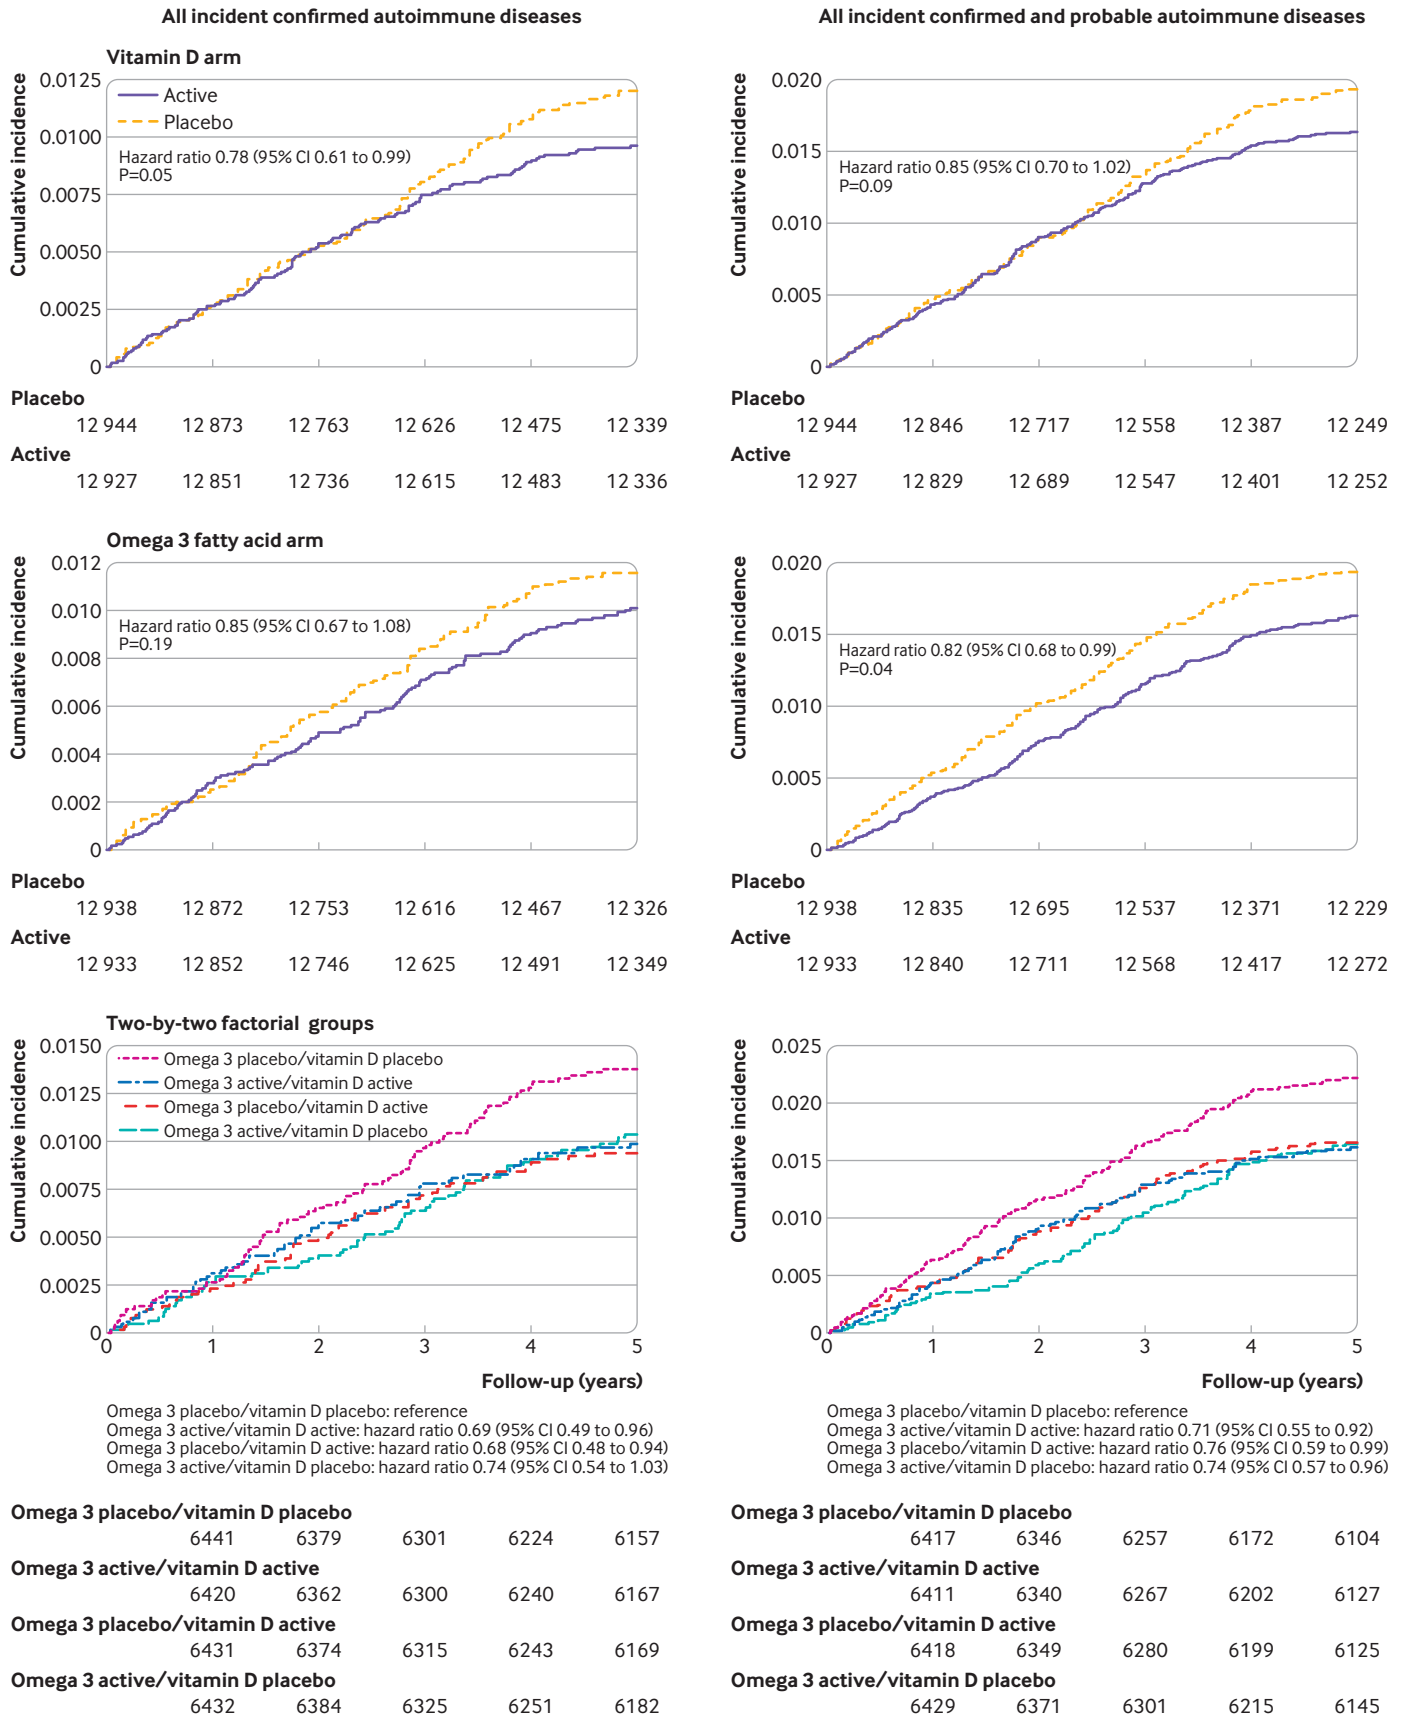 All incident confirmed autoimmune diseases
All incident confirmed and probable autoimmune diseases
Vitamin D arm
Cumulative incidence
0.0125
0.0100
0.0075
0.0050
0.0025
0
Active
Placebo
Hazard ratio 0.78 (95% CI 0.61 to 0.99)
P=0.05
Cumulative incidence
0.020
0.015
0.010
0.005
0
Hazard ratio 0.85 (95% CI 0.70 to 1.02)
P=0.09
Placebo
12 944 12 873 12 763 12 626 12 475 12 339
Active
12 927 12 851 12 736 12 615 12 483 12 336
Placebo
12 944 12 846 12 717 12 558 12 387 12 249
Active
12 927 12 829 12 689 12 547 12 401 12 252
Omega 3 fatty acid arm
Cumulative incidence
0.012
0.010
0.008
0.006
0.004
0.002
0
Hazard ratio 0.85 (95% CI 0.67 to 1.08)
P=0.19
Cumulative incidence
0.020
0.015
0.010
0.005
0
Hazard ratio 0.82 (95% CI 0.68 to 0.99)
P=0.04
Placebo
12 938 12 872 12 753 12 616 12 467 12 326
Active
12 933 12 852 12 746 12 625 12 491 12 349
Placebo
12 938 12 835 12 695 12 537 12 371 12 229
Active
12 933 12 840 12 711 12 568 12 417 12 272
Two-by-two factorial groups
Cumulative incidence
0.0150
0.0125
0.0100
0.0075
0.0050
0.0025
0
Omega 3 placebo/vitamin D placebo
Omega 3 active/vitamin D active
Omega 3 placebo/vitamin D active
Omega 3 active/vitamin D placebo
0 1 2 3 4 5
Follow-up (years)
Cumulative incidence
0.025
0.020
0.015
0.010
0.005
0
0 1 2 3 4 5
Follow-up (years)
Omega 3 placebo/vitamin D placebo: reference
Omega 3 active/vitamin D active: hazard ratio 0.69 (95% CI 0.49 to 0.96)
Omega 3 placebo/vitamin D active: hazard ratio 0.68 (95% CI 0.48 to 0.94)
Omega 3 active/vitamin D placebo: hazard ratio 0.74 (95% CI 0.54 to 1.03)
Omega 3 placebo/vitamin D placebo: reference
Omega 3 active/vitamin D active: hazard ratio 0.71 (95% CI 0.55 to 0.92)
Omega 3 placebo/vitamin D active: hazard ratio 0.76 (95% CI 0.59 to 0.99)
Omega 3 active/vitamin D placebo: hazard ratio 0.74 (95% CI 0.57 to 0.96)
Omega 3 placebo/vitamin D placebo
6441 6379 6301 6224 6157
Omega 3 active/vitamin D active
6420 6362 6300 6240 6167
Omega 3 placebo/vitamin D active
6431 6374 6315 6243 6169
Omega 3 active/vitamin D placebo
6432 6384 6325 6251 6182
Omega 3 placebo/vitamin D placebo
6417 6346 6257 6172 6104
Omega 3 active/vitamin D active
6411 6340 6267 6202 6127
Omega 3 placebo/vitamin D active
6418 6349 6280 6199 6125
Omega 3 active/vitamin D placebo
6429 6371 6301 6215 6145